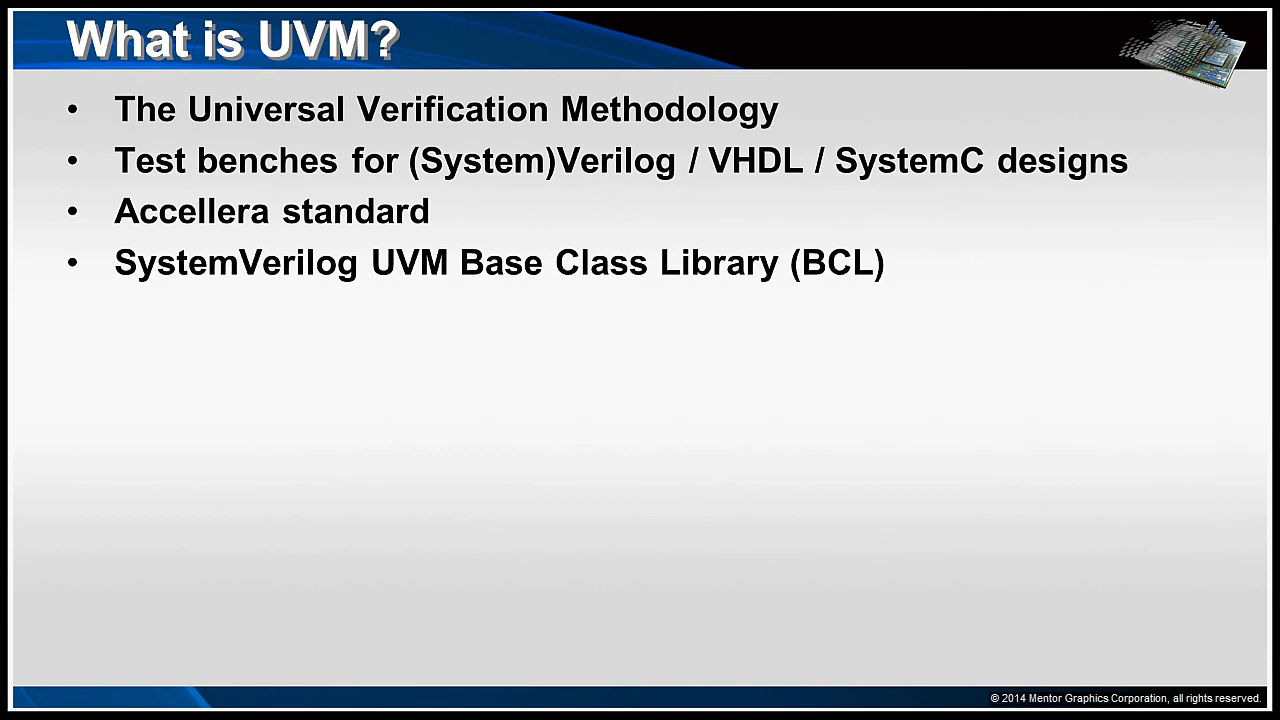 What is UVM?
• The Universal Verification Methodology
• Test benches for (System)Verilog / VHDL / SystemC designs
• Accellera standard
• SystemVerilog UVM Base Class Library (BCL)
© 2014 Mentor Graphics Corporation, all rights reserved.